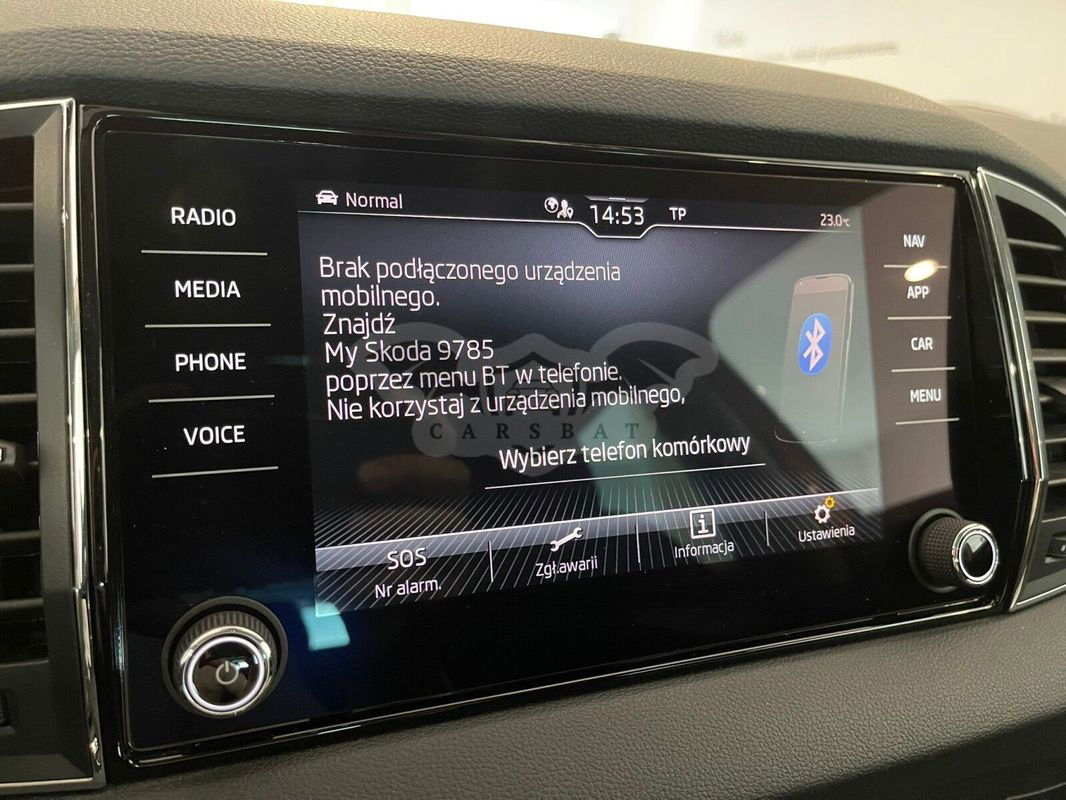 RADIO
MEDIA
PHONE
VOICE
Normal
14:53
TP
23.0°C
Brak podłączonego urządzenia
mobilnego.
Znajdź
My Skoda 9785
poprzez menu BT w telefonie.
Nie korzystaj z urządzenia mobilnego,
CARSBAT
Wybierz telefon komórkowy
SOS
Nr alarm.
Zgł.awarii
Informacja
Ustawienia
NAV
APP
CAR
MENU